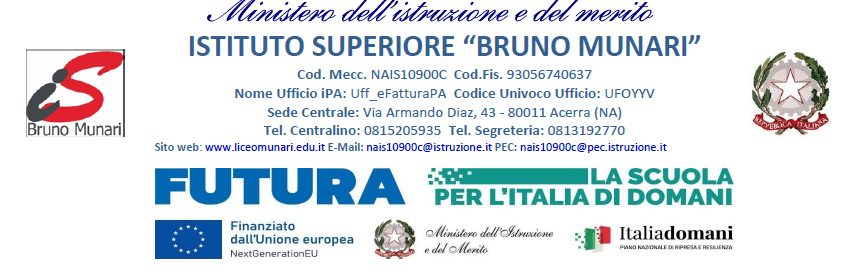 Ministero dell'istruzione e del merito
ISTITUTO SUPERIORE “BRUNO MUNARI”
Cod. Mecc. NAIS10900C Cod.Fis. 93056740637
Nome Ufficio iPA: Uff_eFatturaPA Codice Univoco Ufficio: UFOYYV
Sede Centrale: Via Armando Diaz, 43 - 80011 Acerra (NA)
Tel. Centralino: 0815205935 Tel. Segreteria: 0813192770
Sito web: www.liceomunari.edu.it E-Mail: nais10900c@istruzione.it PEC: nais10900c@pec.istruzione.it
iS
Bruno Munari
REPVBBLICA ITALIANA
FUTURA
LA SCUOLA
PER L'ITALIA DI DOMANI
Finanziato
dall'Unione europea
NextGenerationEU
Ministero dell'Istruzione
e del Merito
Italiadomani
PIANO NAZIONALE DI RIPRESA E RESILIENZA